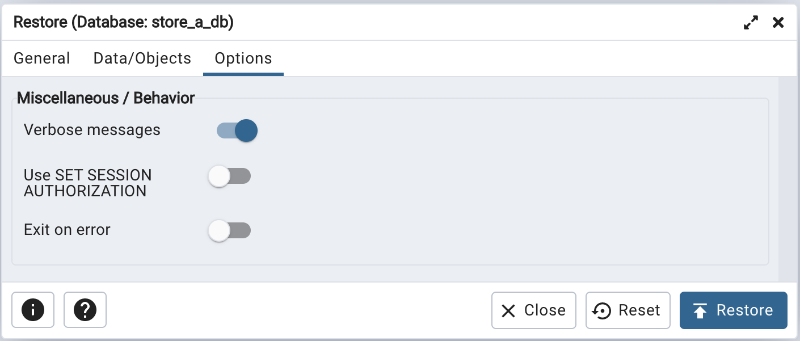 Restore (Database: store_a_db)
General Data/Objects Options
Miscellaneous / Behavior
Verbose messages
Use SET SESSION
AUTHORIZATION
Exit on error
Close Reset Restore